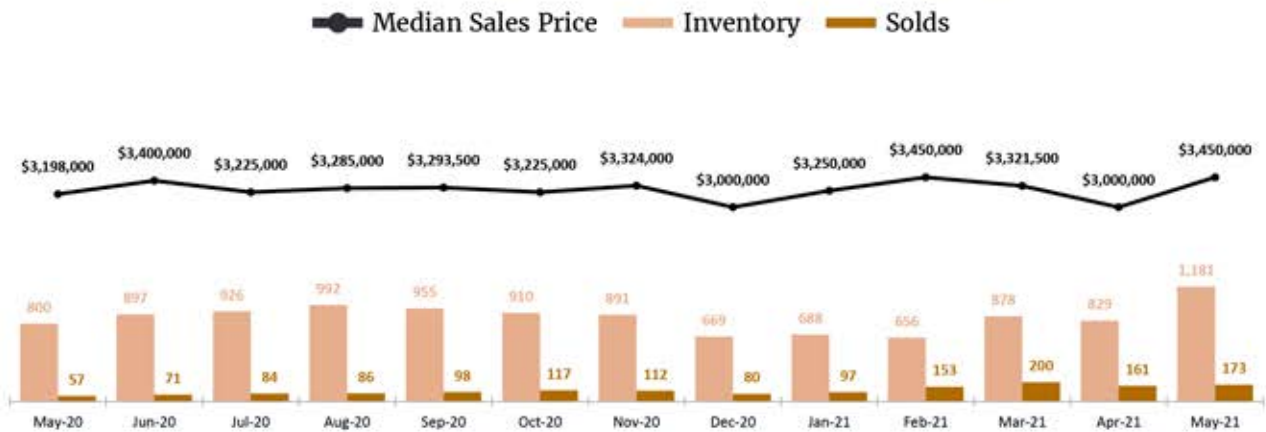 Median Sales Price Inventory Solds
$3,198,000 $3,400,000 $3,225,000 $3,285,000 $3,293,500 $3,225,000 $3,324,000 $3,000,000 $3,250,000 $3,450,000 $3,321,500 $3,000,000 $3,450,000
800 897 926 992 955 910 891 669 688 656 878 829 1,181
57 71 84 86 98 117 112 80 97 153 200 161 173
May-20 Jun-20 Jul-20 Aug-20 Sep-20 Oct-20 Nov-20 Dec-20 Jan-21 Feb-21 Mar-21 Apr-21 May-21